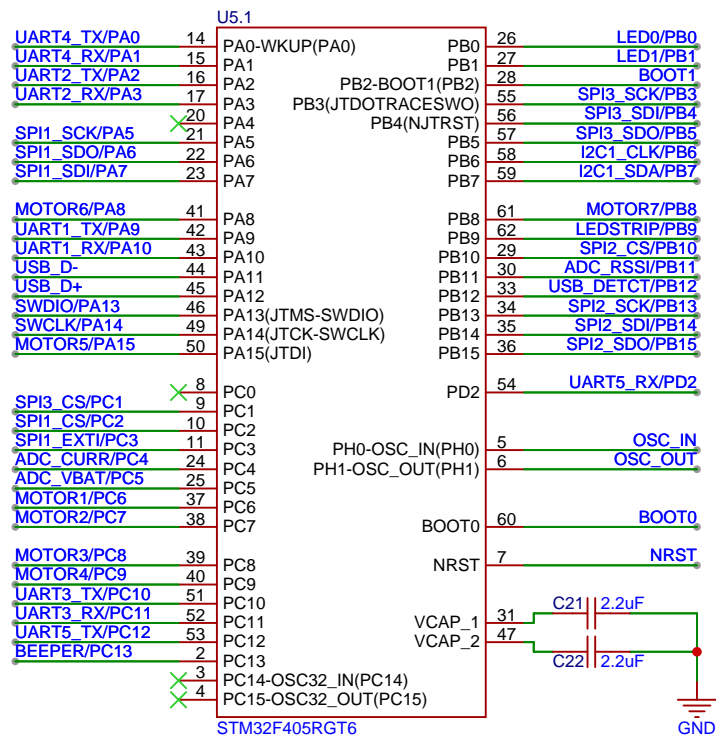 U5.1
UART4_TX/PA0 14 PA0-WKUP(PA0) PB0 26 LED0/PB0
UART4_RX/PA1 15 PA1 PB1 27 LED1/PB1
UART2_TX/PA2 16 PA2 PB2-BOOT1(PB2) 28 BOOT1
UART2_RX/PA3 17 PA3 PB3(JTDOTRACESWO) 55 SPI3_SCK/PB3
20 PA4 PB4(NJTRST) 56 SPI3_SDI/PB4
SPI1_SCK/PA5 21 PA5 PB5 57 SPI3_SDO/PB5
SPI1_SDO/PA6 22 PA6 PB6 58 I2C1_CLK/PB6
SPI1_SDI/PA7 23 PA7 PB7 59 I2C1_SDA/PB7
MOTOR6/PA8 41 PA8 PB8 61 MOTOR7/PB8
UART1_TX/PA9 42 PA9 PB9 62 LEDSTRIP/PB9
UART1_RX/PA10 43 PA10 PB10 29 SPI2_CS/PB10
USB_D- 44 PA11 PB11 30 ADC_RSSI/PB11
USB_D+ 45 PA12 PB12 33 USB_DETCT/PB12
SWDIO/PA13 46 PA13(JTMS-SWDIO) PB13 34 SPI2_SCK/PB13
SWCLK/PA14 49 PA14(JTCK-SWCLK) PB14 35 SPI2_SDI/PB14
MOTOR5/PA15 50 PA15(JTDI) PB15 36 SPI2_SDO/PB15
8 PC0 PD2 54 UART5_RX/PD2
SPI3_CS/PC1 9 PC1
SPI1_CS/PC2 10 PC2
SPI1_EXTI/PC3 11 PC3 PH0-OSC_IN(PH0) 5 OSC_IN
ADC_CURR/PC4 24 PC4 PH1-OSC_OUT(PH1) 6 OSC_OUT
ADC_VBAT/PC5 25 PC5
MOTOR1/PC6 37 PC6
MOTOR2/PC7 38 PC7 BOOT0 60 BOOT0
MOTOR3/PC8 39 PC8 NRST 7 NRST
MOTOR4/PC9 40 PC9
UART3_TX/PC10 51 PC10
UART3_RX/PC11 52 PC11 VCAP_1 31 C21 2.2uF
UART5_TX/PC12 53 PC12 VCAP_2 47 C22 2.2uF
BEEPER/PC13 2 PC13
3 PC14-OSC32_IN(PC14)
4 PC15-OSC32_OUT(PC15)
STM32F405RGT6 GND